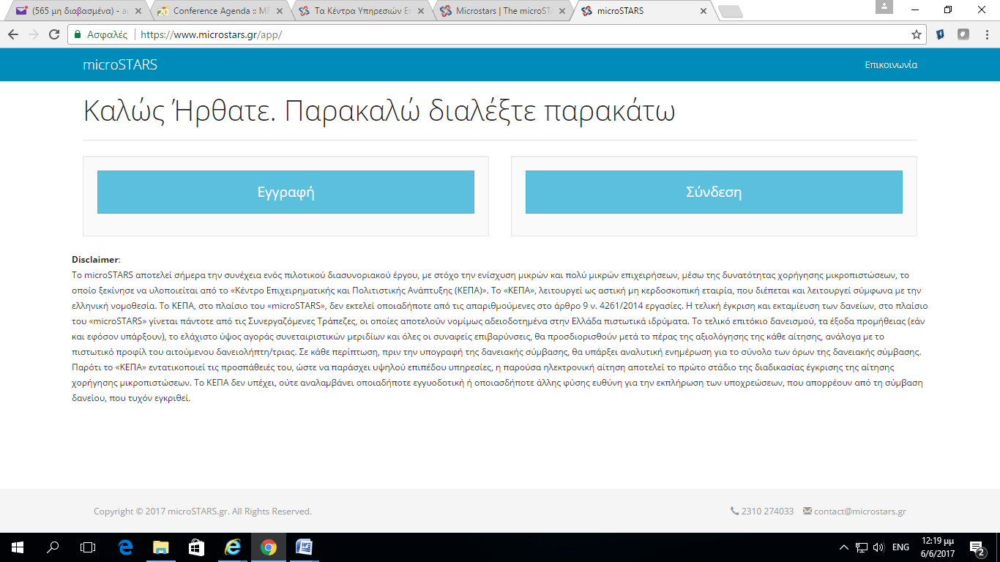 (565 μη διαβασμένα) - a
Conference Agenda :: MF
Τα Κέντρα Υπηρεσιών Ε
Microstars | The microST
microSTARS
Ασφαλές https://www.microstars.gr/app/
microSTARS
Επικοινωνία
Καλώς Ήρθατε. Παρακαλώ διαλέξτε παρακάτω
Εγγραφή
Σύνδεση
Disclaimer:
Το microSTARS αποτελεί σήμερα την συνέχεια ενός πιλοτικού διασυνοριακού έργου, με στόχο την ενίσχυση μικρών και πολύ μικρών επιχειρήσεων, μέσω της δυνατότητας χορήγησης μικροπιστώσεων, το
οποίο ξεκίνησε να υλοποιείται από το «Κέντρο Επιχειρηματικής και Πολιτιστικής Ανάπτυξης (ΚΕΠΑ)». Το «ΚΕΠΑ», λειτουργεί ως αστική μη κερδοσκοπική εταιρία, που διέπεται και λειτουργεί σύμφωνα με την
ελληνική νομοθεσία. Το ΚΕΠΑ, στο πλαίσιο του «microSTARS», δεν εκτελεί οποιαδήποτε από τις απαριθμούμενες στο άρθρο 9 ν. 4261/2014 εργασίες. Η τελική έγκριση και εκταμίευση των δανείων, στο πλαίσιο
του «microSTARS» γίνεται πάντοτε από τις Συνεργαζόμενες Τράπεζες, οι οποίες αποτελούν νομίμως αδειοδοτημένα στην Ελλάδα πιστωτικά ιδρύματα. Το τελικό επιτόκιο δανεισμού, τα έξοδα προμήθειας (εάν
και εφόσον υπάρξουν), το ελάχιστο ύψος αγοράς συνεταιριστικών μεριδίων και όλες οι συναφείς επιβαρύνσεις, θα προσδιορισθούν μετά το πέρας της αξιολόγησης της κάθε αίτησης, ανάλογα με το
πιστωτικό προφίλ του αιτούμενου δανειολήπτη/τριας. Σε κάθε περίπτωση, πριν την υπογραφή της δανειακής σύμβασης, θα υπάρξει αναλυτική ενημέρωση για το σύνολο των όρων της δανειακής σύμβασης.
Παρότι το «ΚΕΠΑ» εντατικοποιεί τις προσπάθειές του, ώστε να παράσχει υψηλού επιπέδου υπηρεσίες, η παρούσα ηλεκτρονική αίτηση αποτελεί το πρώτο στάδιο της διαδικασίας έγκρισης της αίτησης
χορήγησης μικροπιστώσεων. Το ΚΕΠΑ δεν υπέχει, ούτε αναλαμβάνει οποιαδήποτε εγγυοδοτική ή οποιασδήποτε άλλης φύσης ευθύνη για την εκπλήρωση των υποχρεώσεων, που απορρέουν από τη σύμβαση
δανείου, που τυχόν εγκριθεί.
Copyright © 2017 microSTARS.gr. All Rights Reserved.
2310 274033 contact@microstars.gr
ENG
12:19 μμ
6/6/2017
2